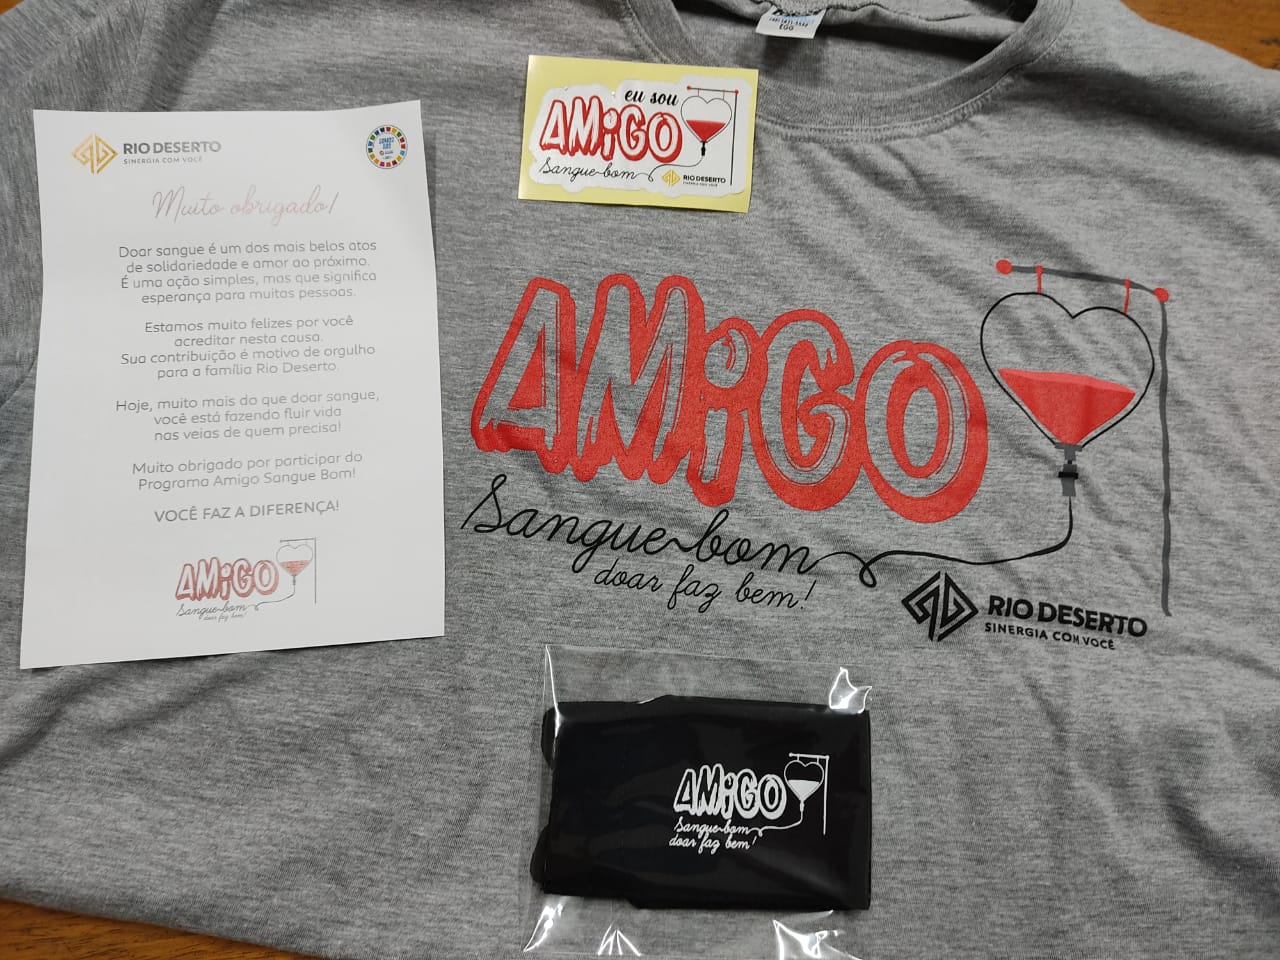 RIO DESERTO
SINERGIA COM VOCÊ
Muito obrigado!
Doar sangue é um dos mais belos atos
de solidariedade e amor ao próximo.
É uma ação simples, mas que significa
esperança para muitas pessoas.
Estamos muito felizes por você
acreditar nesta causa.
Sua contribuição é motivo de orgulho
para a família Rio Deserto.
Hoje, muito mais do que doar sangue,
você está fazendo fluir vida
nas veias de quem precisa!
Muito obrigado por participar do
Programa Amigo Sangue Bom!
VOCÊ FAZ A DIFERENÇA!
AMiGO
Sangue bom
doar faz bem!
EGG
eu sou
AMiGO
Sangue bom
RIO DESERTO
SINERGIA COM VOCÊ
AMiGO
Sangue bom
doar faz bem!
RIO DESERTO
SINERGIA COM VOCÊ
AMiGO
Sangue bom
doar faz bem!